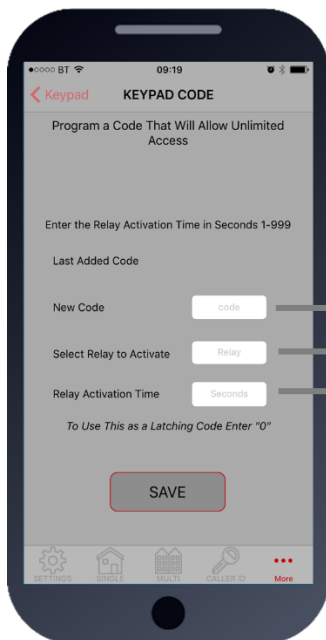 BT 09:19
Keypad KEYPAD CODE
Program a Code That Will Allow Unlimited
Access
Enter the Relay Activation Time in Seconds 1-999
Last Added Code
New Code code
Select Relay to Activate Relay
Relay Activation Time Seconds
To Use This as a Latching Code Enter "0"
SAVE
SETTINGS SINGLE MULTI CALLER ID More